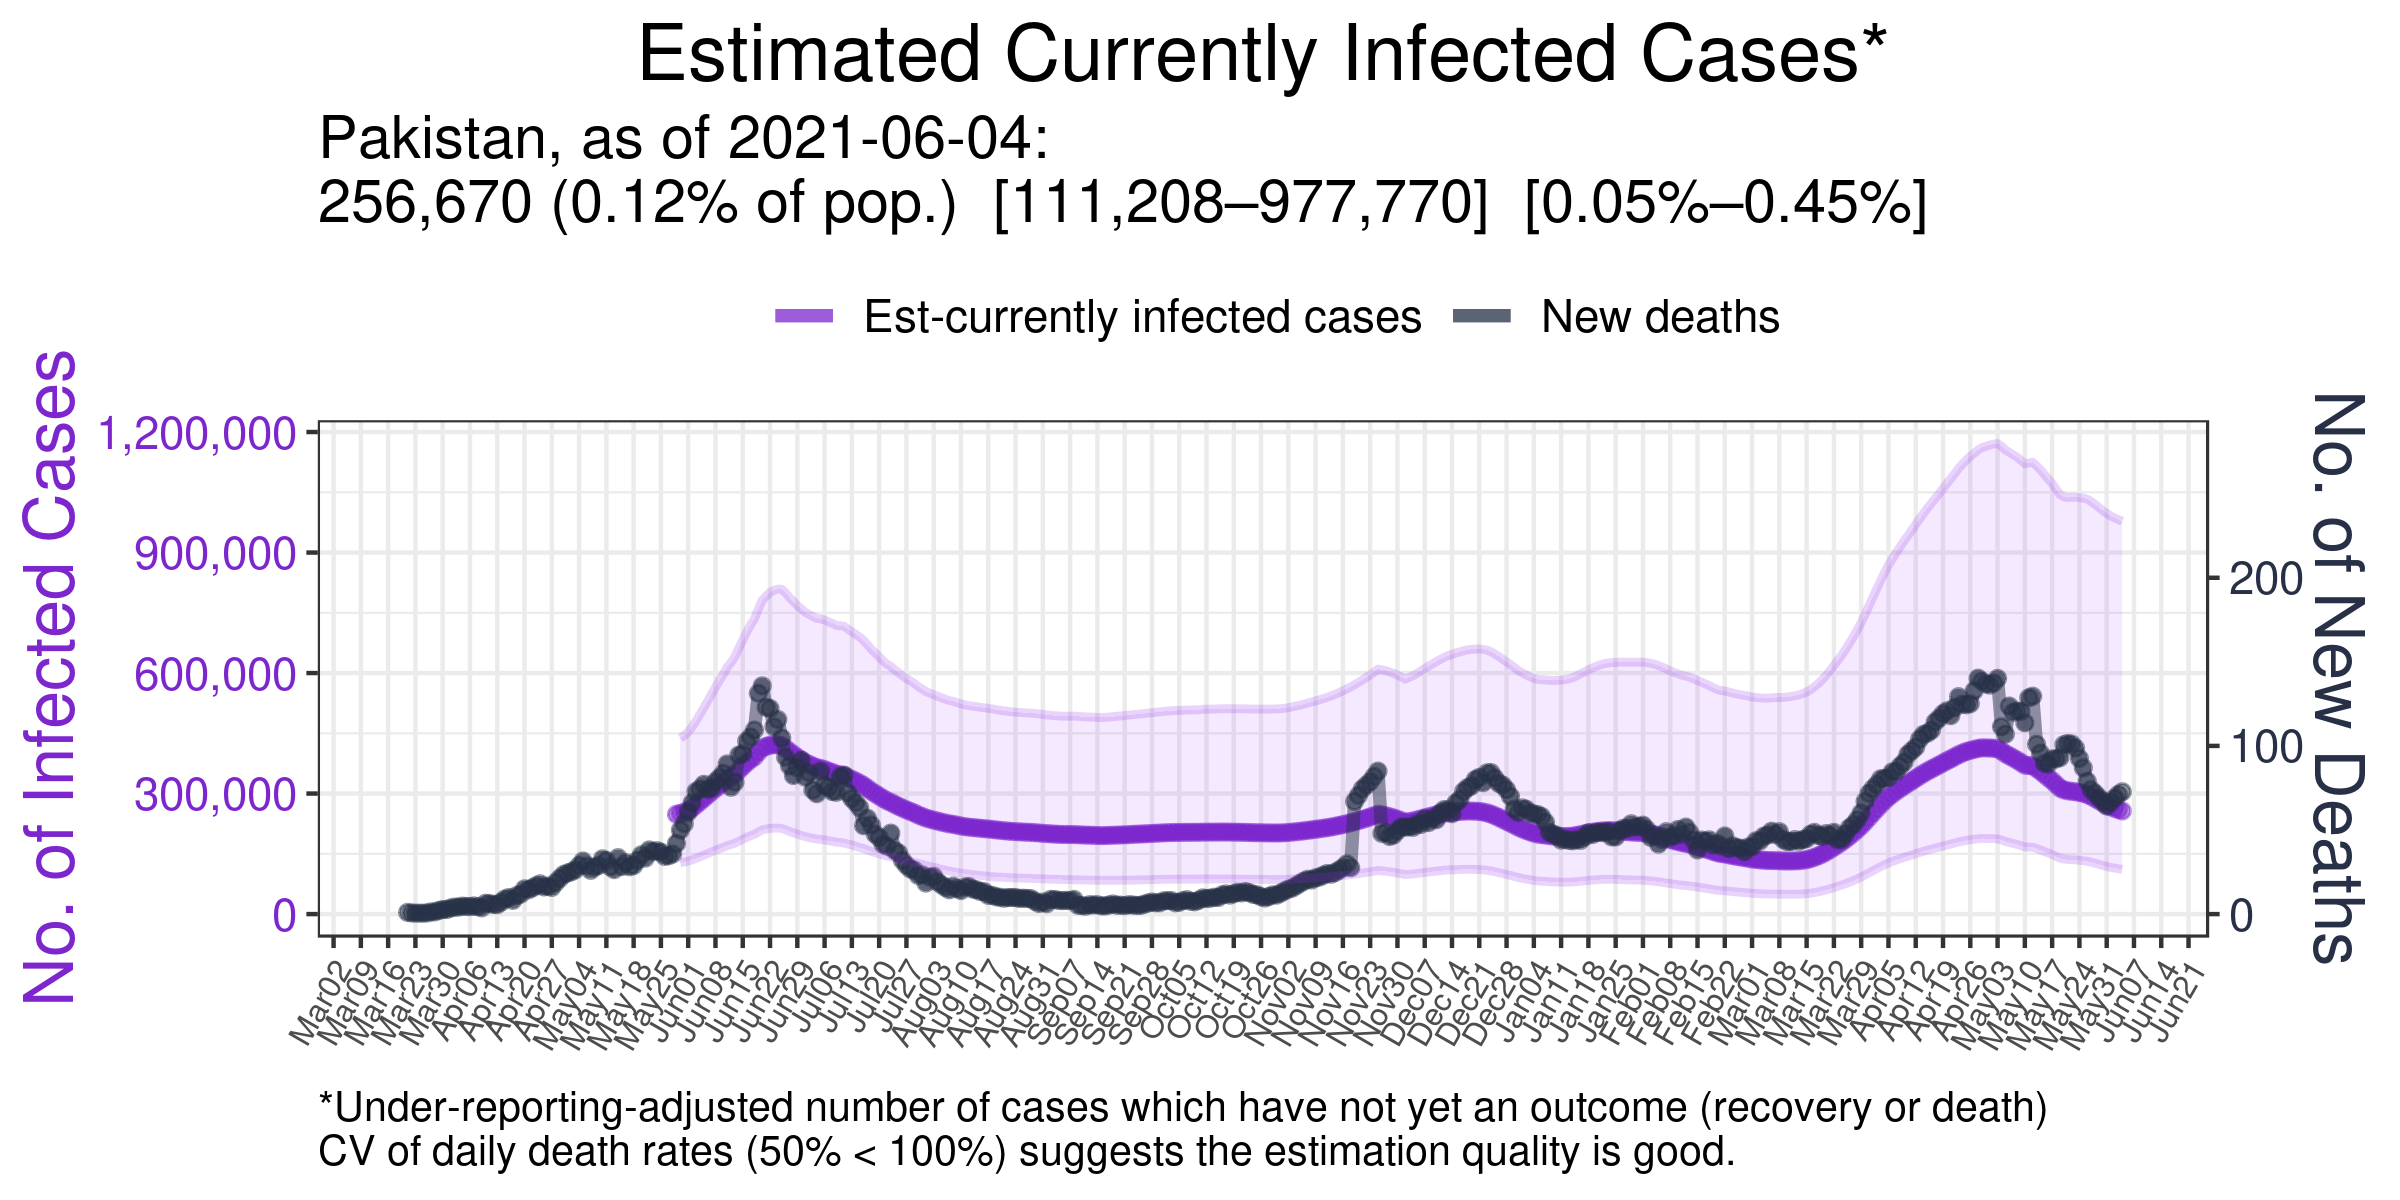 Estimated Currently Infected Cases*
Pakistan, as of 2021-06-04:
256,670 (0.12% of pop.) [111,208–977,770] [0.05%–0.45%]
Est-currently infected cases
New deaths
No. of Infected Cases
1,200,000
900,000
600,000
300,000
0
No. of New Deaths
200
100
0
Mar02
Mar09
Mar16
Mar23
Mar30
Apr06
Apr13
Apr20
Apr27
May04
May11
May18
May25
Jun01
Jun08
Jun15
Jun22
Jun29
Jul06
Jul13
Jul20
Jul27
Aug03
Aug10
Aug17
Aug24
Aug31
Sep07
Sep14
Sep21
Sep28
Oct05
Oct12
Oct19
Oct26
Nov02
Nov09
Nov16
Nov23
Nov30
Dec07
Dec14
Dec21
Dec28
Jan04
Jan11
Jan18
Jan25
Feb01
Feb08
Feb15
Feb22
Mar01
Mar08
Mar15
Mar22
Mar29
Apr05
Apr12
Apr19
Apr26
May03
May10
May17
May24
May31
Jun07
Jun14
Jun21
*Under-reporting-adjusted number of cases which have not yet an outcome (recovery or death)
CV of daily death rates (50% < 100%) suggests the estimation quality is good.